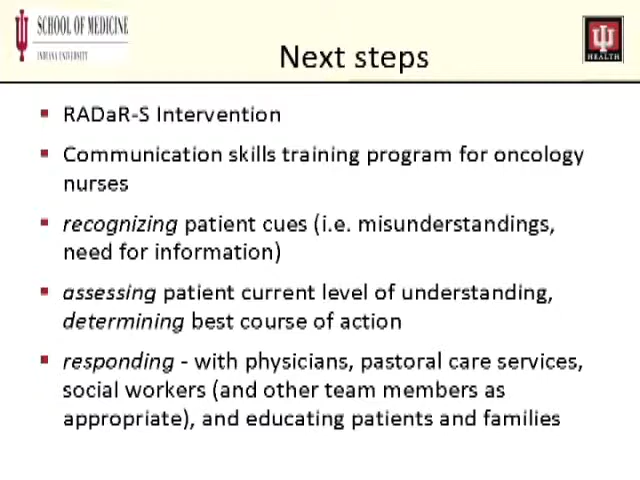 SCHOOL OF MEDICINE
INDIANA UNIVERSITY
Next steps
HEALTH
RADaR-S Intervention
Communication skills training program for oncology
nurses
recognizing patient cues (i.e. misunderstandings,
need for information)
assessing patient current level of understanding,
determining best course of action
responding - with physicians, pastoral care services,
social workers (and other team members as
appropriate), and educating patients and families